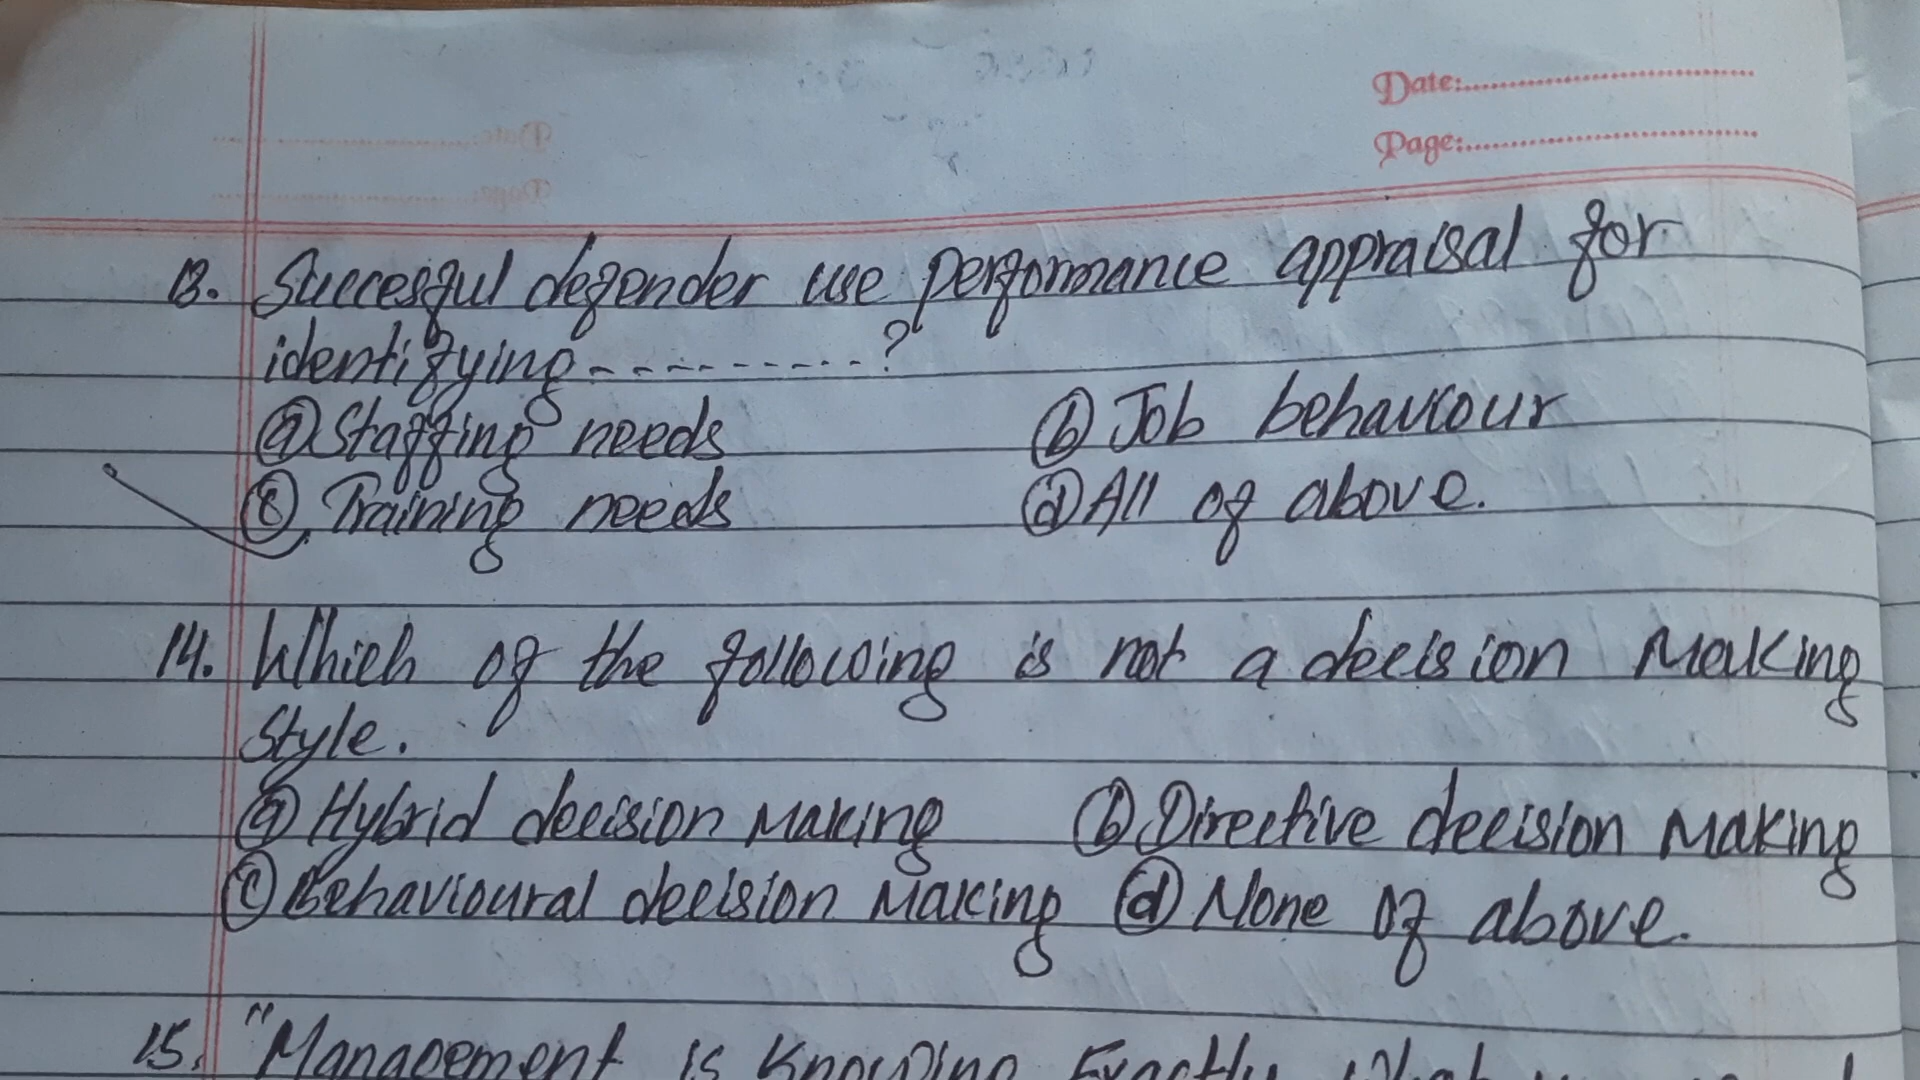 Date:
Page:
13. Succesful defender use performance appraisal for
identifying- - - - - - - - - - ?
(a) Staffing needs (b) Job behaviour
(c) Training needs (d) All of above.
14. Which of the following is not a decision Making
Style.
(a) Hybrid decision Making (b) Directive decision Making
(c) Behavioural decision Making (d) None of above.
15. "Management is Knowing Exactly What